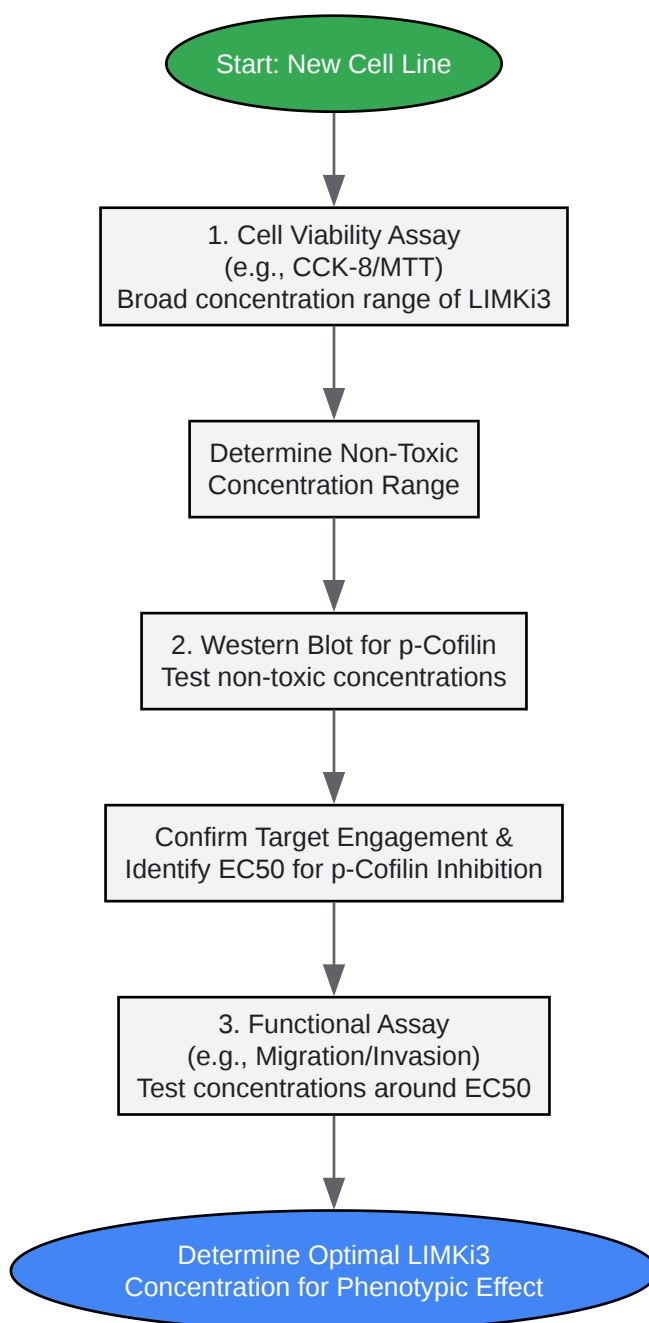 Start: New Cell Line
1. Cell Viability Assay
(e.g., CCK-8/MTT)
Broad concentration range of LIMKi3
Determine Non-Toxic
Concentration Range
2. Western Blot for p-Cofilin
Test non-toxic concentrations
Confirm Target Engagement &
Identify EC50 for p-Cofilin Inhibition
3. Functional Assay
(e.g., Migration/Invasion)
Test concentrations around EC50
Determine Optimal LIMKi3
Concentration for Phenotypic Effect